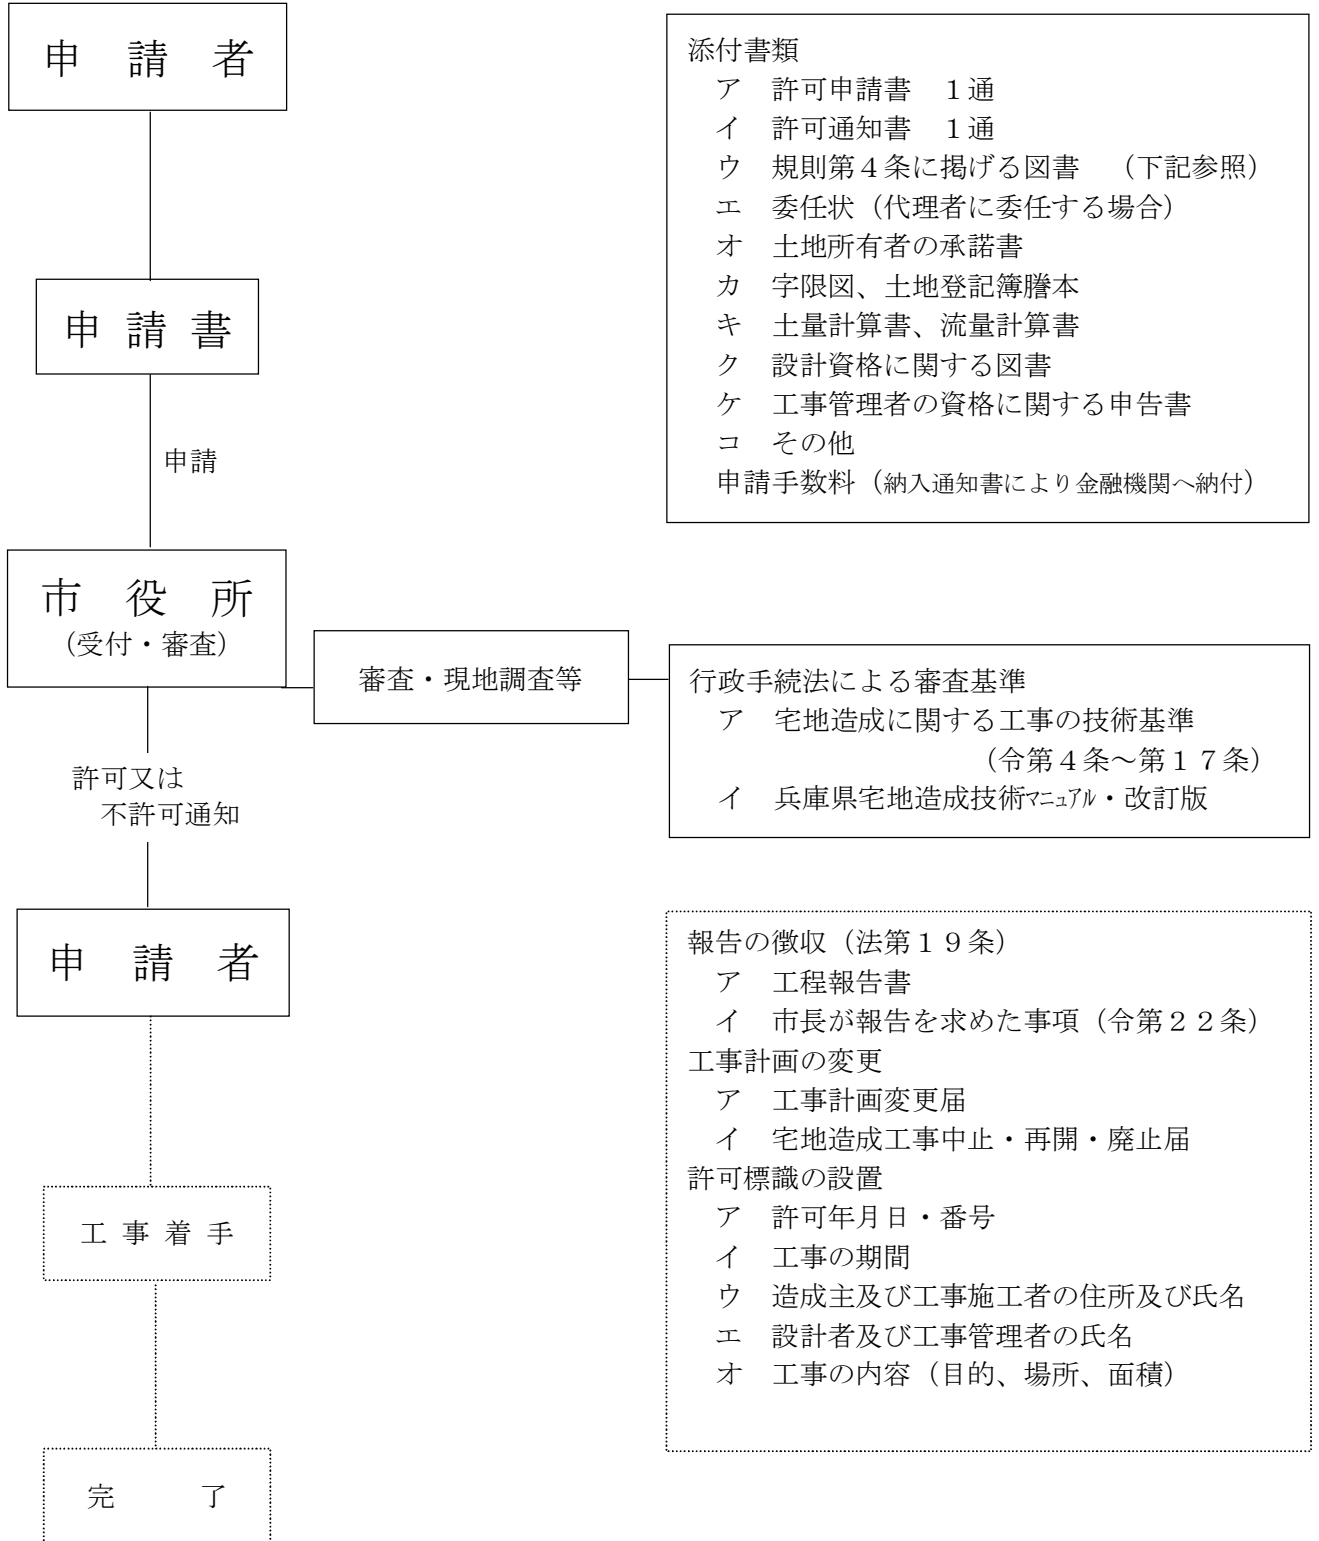 申　請　者
申 請 書
申請
市　役　所
（受付・審査）
許可又は
不許可通知
申　請　者
工 事 着 手
完　　了
審査・現地調査等
添付書類
ア　許可申請書　１通
イ　許可通知書　１通
ウ　規則第４条に掲げる図書　（下記参照）
エ　委任状（代理者に委任する場合）
オ　土地所有者の承諾書
カ　字限図、土地登記簿謄本
キ　土量計算書、流量計算書
ク　設計資格に関する図書
ケ　工事管理者の資格に関する申告書
コ　その他
申請手数料（納入通知書により金融機関へ納付）
行政手続法による審査基準
ア　宅地造成に関する工事の技術基準
（令第４条～第１７条）
イ　兵庫県宅地造成技術ﾏﾆｭｱﾙ・改訂版
報告の徴収（法第１９条）
ア　工程報告書
イ　市長が報告を求めた事項（令第２２条）
工事計画の変更
ア　工事計画変更届
イ　宅地造成工事中止・再開・廃止届
許可標識の設置
ア　許可年月日・番号
イ　工事の期間
ウ　造成主及び工事施工者の住所及び氏名
エ　設計者及び工事管理者の氏名
オ　工事の内容（目的、場所、面積）